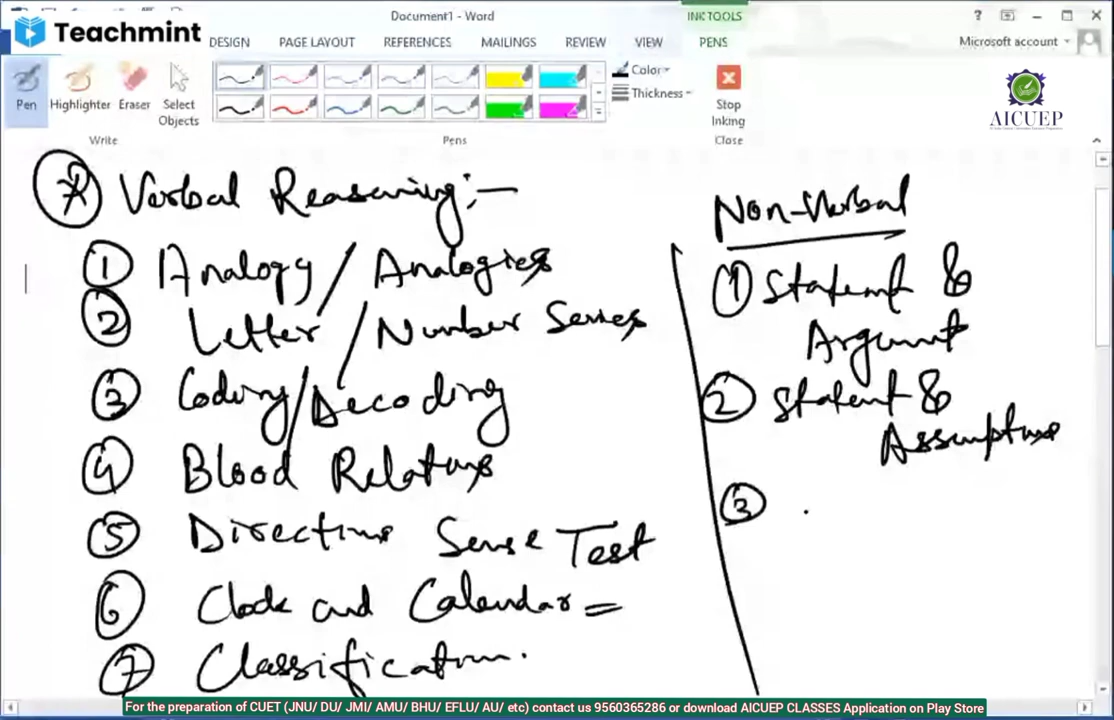 Document1 - Word
INK TOOLS
Teachmint
DESIGN
PAGE LAYOUT
REFERENCES
MAILINGS
REVIEW
VIEW
PENS
Microsoft account
Pen
Highlighter
Eraser
Select Objects
Color
Thickness
Stop Inking
Write
Pens
Close
AICUEP
Verbal Reasoning:-
① Analogy / Analogies
② Letter / Number Series
③ Coding/Decoding
④ Blood Relations
⑤ Directions Sense Test
⑥ Clock and Calendar =
⑦ Classification.
Non-Verbal
① Statement &
Argument
② Statement &
Assumptions
③ .
For the preparation of CUET (JNU/ DU/ JMI/ AMU/ BHU/ EFLU/ AU/ etc) contact us 9560365286 or download AICUEP CLASSES Application on Play Store